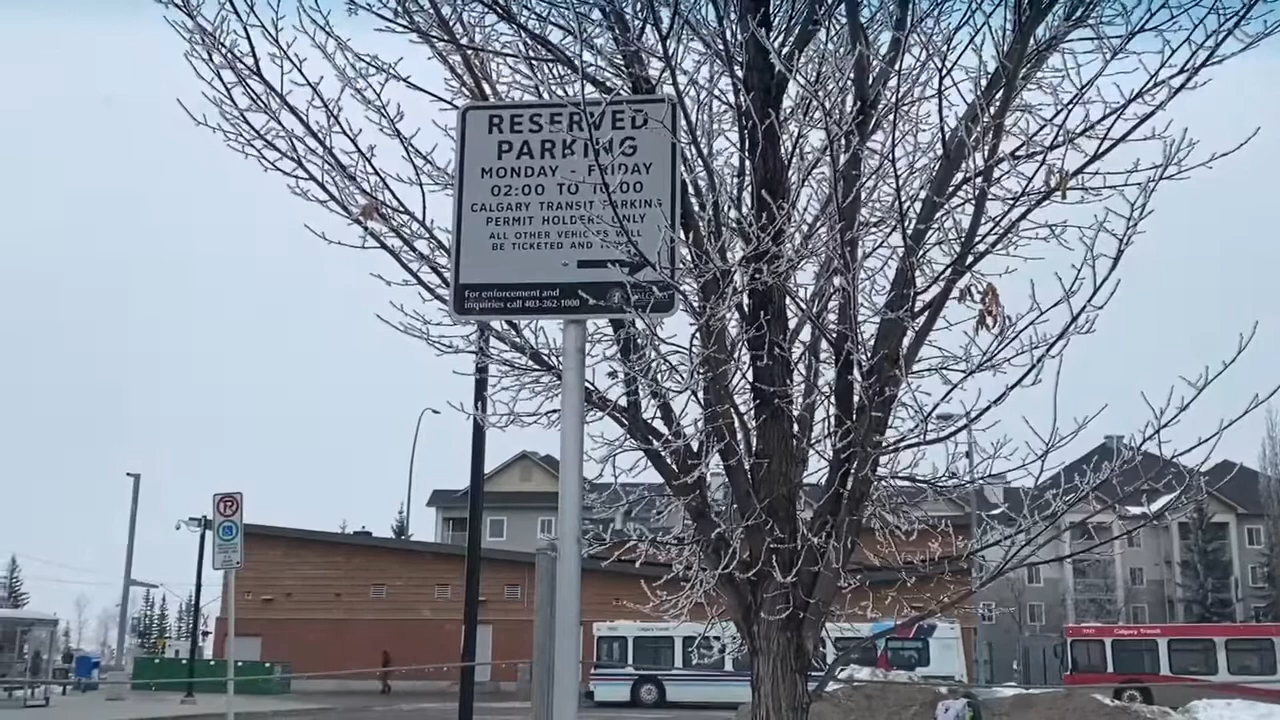 RESERVED
PARKING
MONDAY - FRIDAY
02:00 TO 10:00
CALGARY TRANSIT PARKING
PERMIT HOLDERS ONLY
ALL OTHER VEHICLES WILL
BE TICKETED AND
For enforcement and
inquiries call 403-262-1000
CALGARY
P
Calgary Transit
Calgary Transit